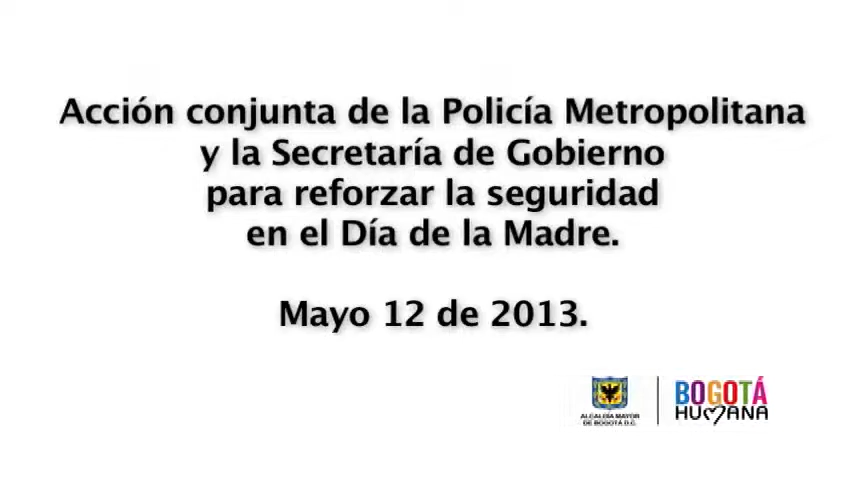 Acción conjunta de la Policía Metropolitana
y la Secretaría de Gobierno
para reforzar la seguridad
en el Día de la Madre.
Mayo 12 de 2013.
ALCALDÍA MAYOR
DE BOGOTÁ D.C.
BOGOTÁ
HUMANA